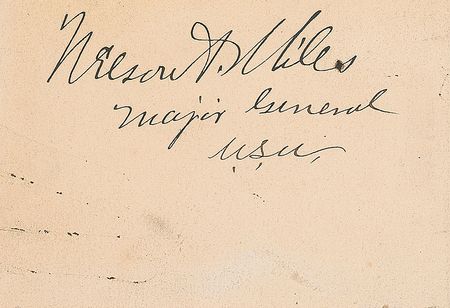 Nelson A. Miles
Major General
U.S.A.